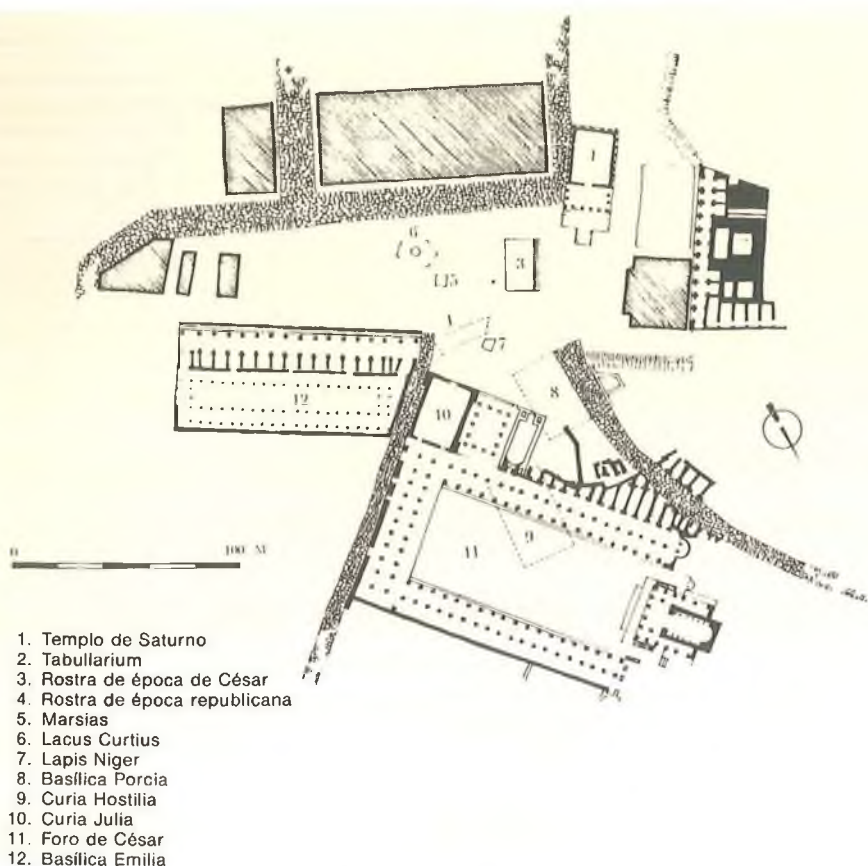 1
6
3
5
4
7
8
12
10
9
11
0 100 M
1. Templo de Saturno
2. Tabullarium
3. Rostra de época de César
4. Rostra de época republicana
5. Marsias
6. Lacus Curtius
7. Lapis Niger
8. Basílica Porcia
9. Curia Hostilia
10. Curia Julia
11. Foro de César
12. Basílica Emilia